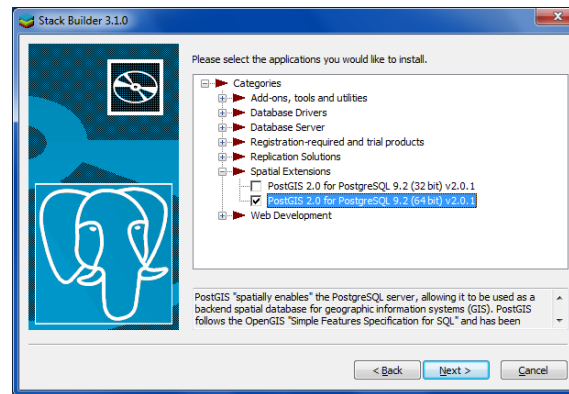 Stack Builder 3.1.0
Please select the applications you would like to install.
Categories
Add-ons, tools and utilities
Database Drivers
Database Server
Registration-required and trial products
Replication Solutions
Spatial Extensions
PostGIS 2.0 for PostgreSQL 9.2 (32 bit) v2.0.1
PostGIS 2.0 for PostgreSQL 9.2 (64 bit) v2.0.1
Web Development
PostGIS "spatially enables" the PostgreSQL server, allowing it to be used as a
backend spatial database for geographic information systems (GIS). PostGIS
follows the OpenGIS "Simple Features Specification for SQL" and has been
< Back Next > Cancel